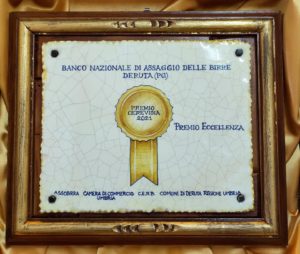 BANCO NAZIONALE DI ASSAGGIO DELLE BIRRE
DERUTA (PG)
PREMIO
CEREVISIA
2021
PREMIO ECCELLENZA
ASSOBIRRA CAMERA DI COMMERCIO C.E.R.B. COMUNE DI DERUTA REGIONE UMBRIA
UMBRIA